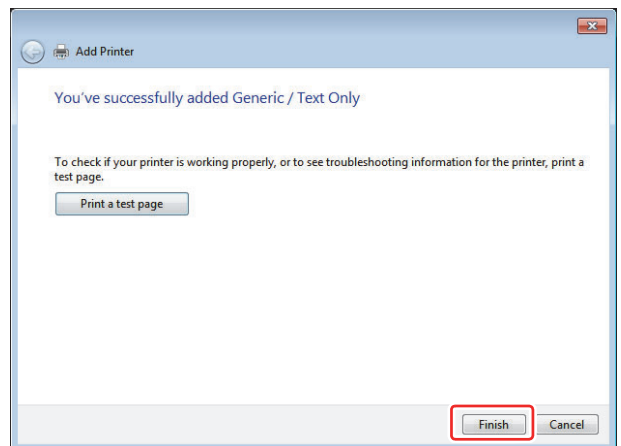 Add Printer
You've successfully added Generic / Text Only
To check if your printer is working properly, or to see troubleshooting information for the printer, print a
test page.
Print a test page
Finish Cancel